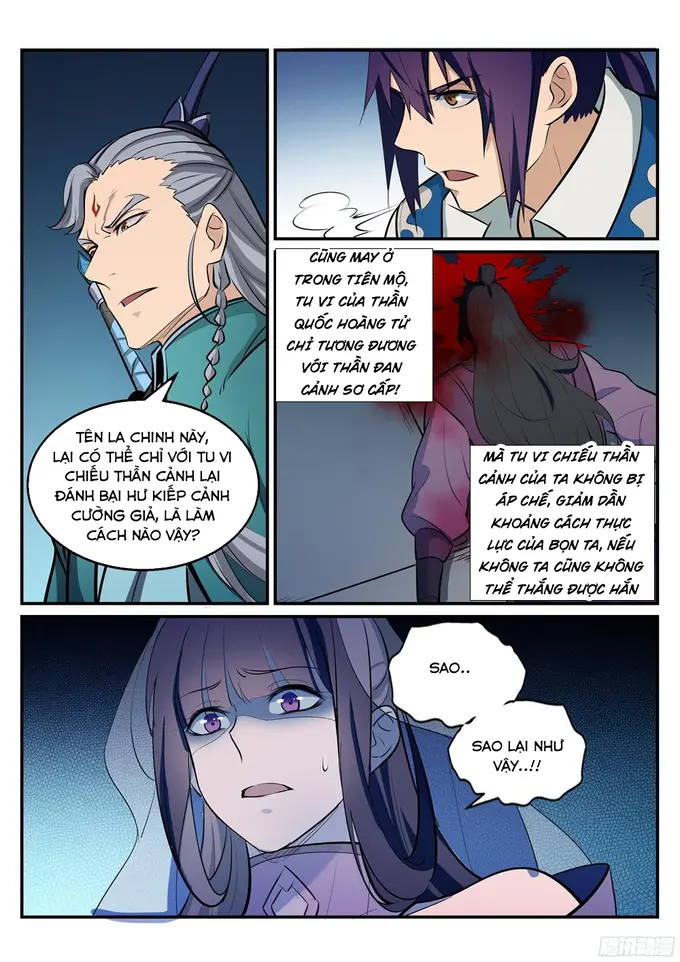 TÊN LA CHINH NÀY,
LẠI CÓ THỂ CHỈ VỚI TU VI
CHIẾU THẦN CẢNH LẠI
ĐÁNH BẠI HƯ KIẾP CẢNH
CƯỜNG GIẢ, LÀ LÀM
CÁCH NÀO VẬY?
CŨNG MAY Ở
TRONG TIÊN MỘ,
TU VI CỦA THẦN
QUỐC HOÀNG TỬ
CHỈ TƯƠNG ĐƯƠNG
VỚI THẦN ĐAN
CẢNH SƠ CẤP!
MÀ TU VI CHIẾU THẦN
CẢNH CỦA TA KHÔNG BỊ
ÁP CHẾ, GIẢM DẦN
KHOẢNG CÁCH THỰC
LỰC CỦA BỌN TA, NẾU
KHÔNG TA CŨNG KHÔNG
THỂ THẮNG ĐƯỢC HẮN
SAO..
SAO LẠI NHƯ
VẬY..!!
腾讯动漫